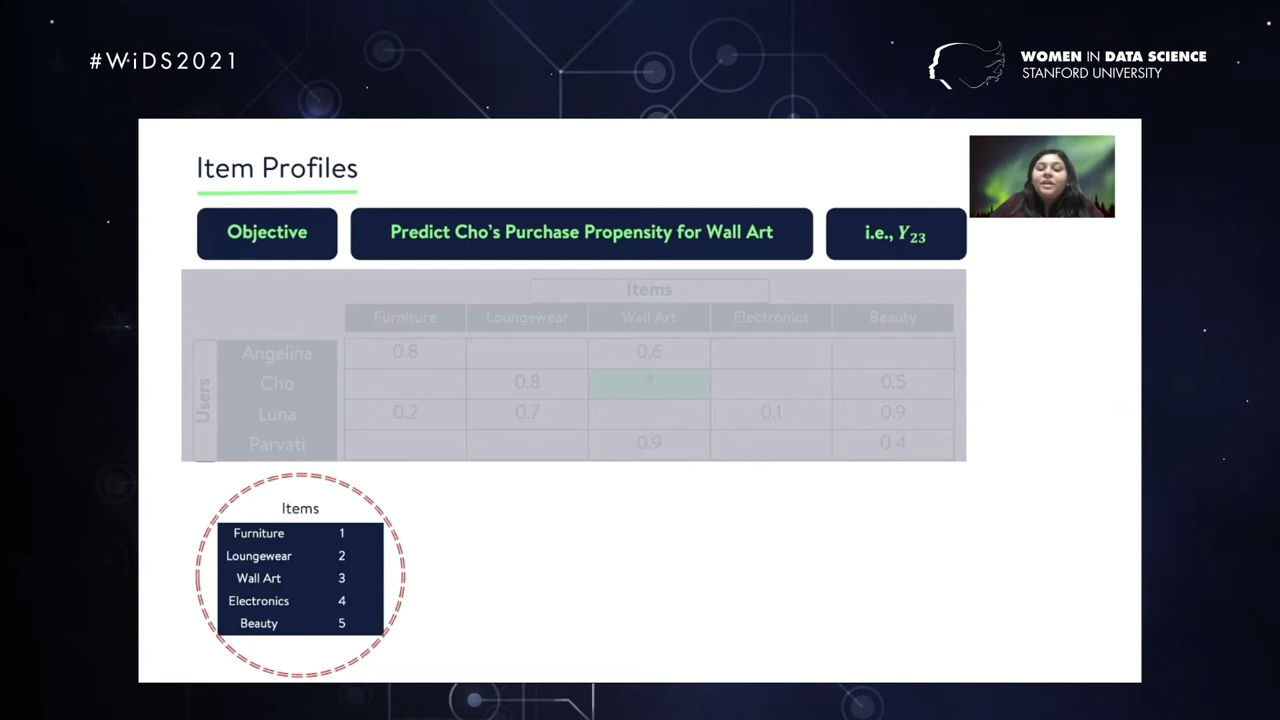 #WiDS2021
WOMEN IN DATA SCIENCE
STANFORD UNIVERSITY
Item Profiles
Objective
Predict Cho's Purchase Propensity for Wall Art
i.e., Y₂₃
Items
Furniture Loungewear Wall Art Electronics Beauty
Users
Angelina 0.8 0.6
Cho 0.8 ? 0.5
Luna 0.2 0.7 0.1 0.9
Parvati 0.9 0.4
Items
Furniture 1
Loungewear 2
Wall Art 3
Electronics 4
Beauty 5